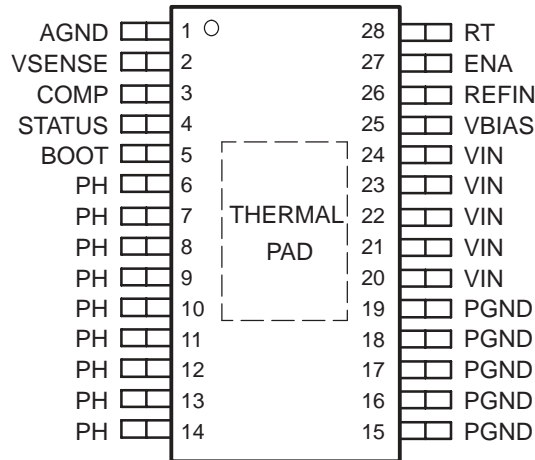 AGND 1 28 RT
VSENSE 2 27 ENA
COMP 3 26 REFIN
STATUS 4 25 VBIAS
BOOT 5 24 VIN
PH 6 23 VIN
PH 7 THERMAL 22 VIN
PH 8 PAD 21 VIN
PH 9 20 VIN
PH 10 19 PGND
PH 11 18 PGND
PH 12 17 PGND
PH 13 16 PGND
PH 14 15 PGND